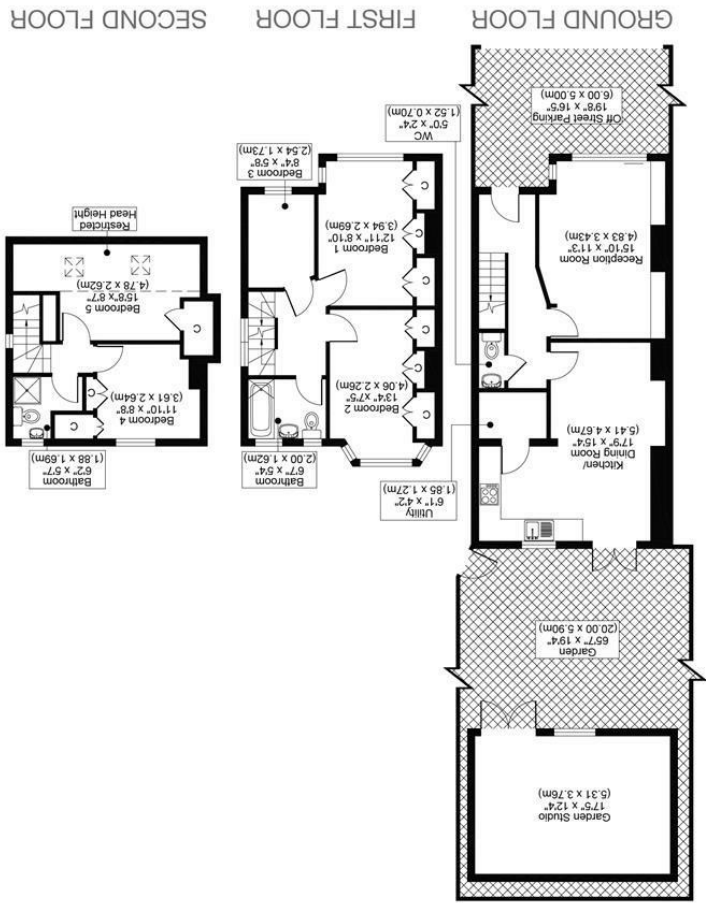 Garden Studio
17'5" x 12'4"
(5.31 x 3.76m)
Garden
65'7" x 19'4"
(20.00 x 5.90m)
Kitchen/
Dining Room
17'9" x 15'4"
(5.41 x 4.67m)
Utility
6'1" x 4'2"
(1.85 x 1.27m)
Reception Room
15'10" x 11'3"
(4.83 x 3.43m)
WC
5'0" x 2'4"
(1.52 x 0.70m)
Off Street Parking
19'8" x 16'5"
(6.00 x 5.00m)
GROUND FLOOR
Bathroom
6'7" x 5'4"
(2.00 x 1.62m)
C
Bedroom 2
13'4" x 7'5"
(4.06 x 2.26m)
C
C
C
Bedroom 1
12'11" x 8'10"
(3.94 x 2.69m)
C
C
Bedroom 3
8'4" x 5'8"
(2.54 x 1.73m)
FIRST FLOOR
Bathroom
6'2" x 5'7"
(1.88 x 1.69m)
C
Bedroom 4
11'10" x 8'8"
(3.61 x 2.64m)
C
C
Bedroom 5
15'8" x 8'7"
(4.78 x 2.62m)
Restricted
Head Height
SECOND FLOOR